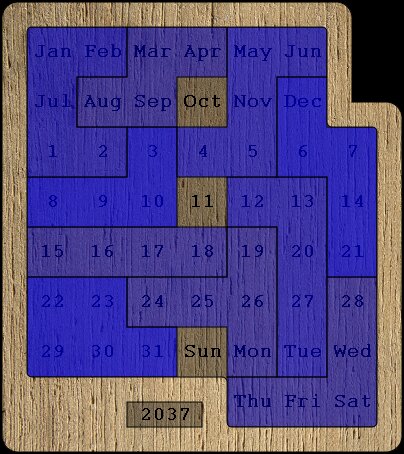 Jan Feb Mar Apr May Jun
Jul Aug Sep Oct Nov Dec
1 2 3 4 5 6 7
8 9 10 11 12 13 14
15 16 17 18 19 20 21
22 23 24 25 26 27 28
29 30 31 Sun Mon Tue Wed
Thu Fri Sat
2037